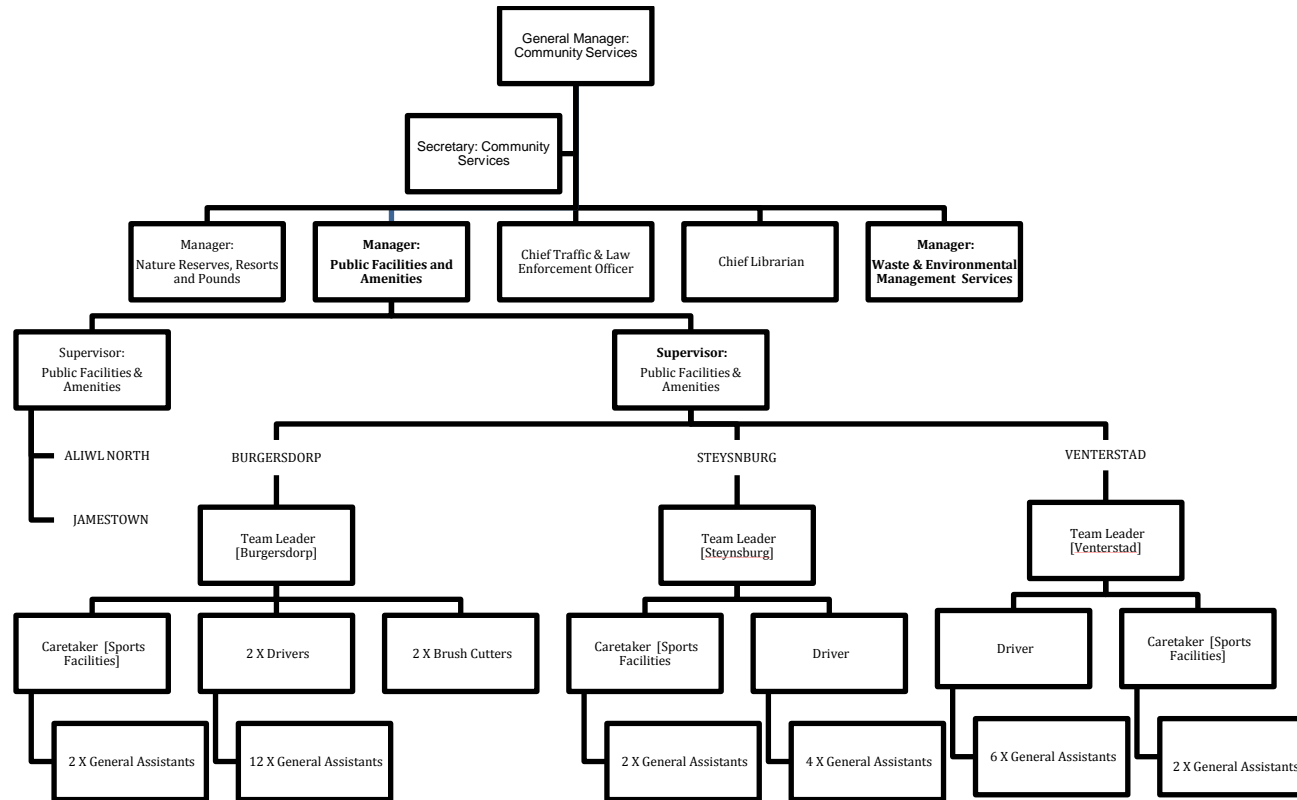 General Manager:
Community Services
Secretary: Community
Services
Manager:
Nature Reserves, Resorts
and Pounds
Manager:
Public Facilities and
Amenities
Chief Traffic & Law
Enforcement Officer
Chief Librarian
Manager:
Waste & Environmental
Management Services
Supervisor:
Public Facilities &
Amenities
Supervisor:
Public Facilities &
Amenities
ALIWL NORTH
JAMESTOWN
BURGERSDORP
STEYSNBURG
VENTERSTAD
Team Leader
[Burgersdorp]
Team Leader
[Steynsburg]
Team Leader
[Venterstad]
Caretaker [Sports
Facilities]
2 X Drivers
2 X Brush Cutters
Caretaker [Sports
Facilities
Driver
Driver
Caretaker [Sports
Facilities]
2 X General Assistants
12 X General Assistants
2 X General Assistants
4 X General Assistants
6 X General Assistants
2 X General Assistants